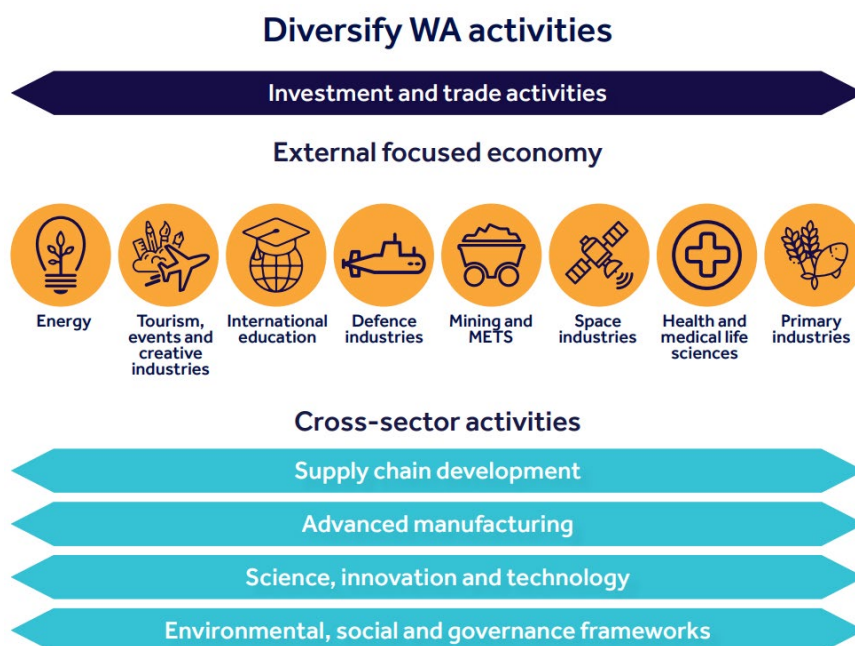 Diversify WA activities
Investment and trade activities
External focused economy
Energy
Tourism,
events and
creative
industries
International
education
Defence
industries
Mining and
METS
Space
industries
Health and
medical life
sciences
Primary
industries
Cross-sector activities
Supply chain development
Advanced manufacturing
Science, innovation and technology
Environmental, social and governance frameworks